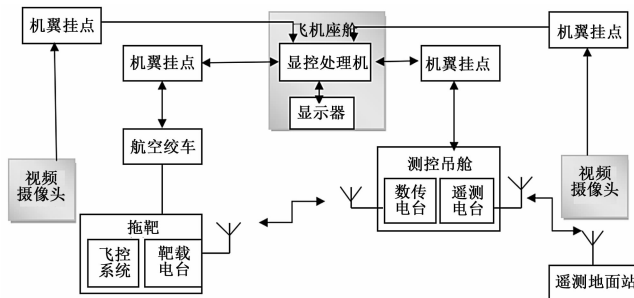 机翼挂点
飞机座舱
机翼挂点
机翼挂点
显控处理机
机翼挂点
显示器
航空绞车
测控吊舱
视频
摄像头
数传
电台
遥测
电台
视频
摄像头
拖靶
飞控
系统
靶载
电台
遥测地面站